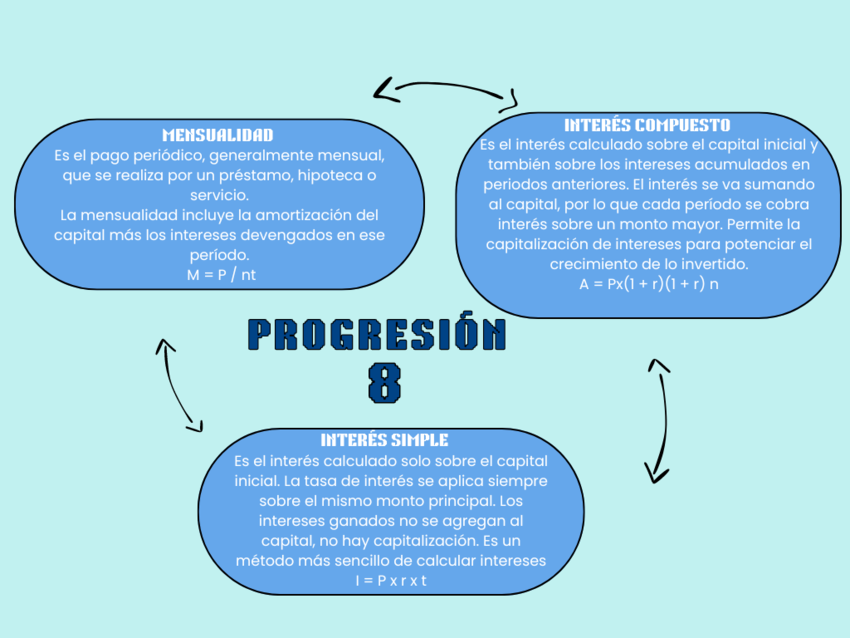 MENSUALIDAD
Es el pago periódico, generalmente mensual,
que se realiza por un préstamo, hipoteca o
servicio.
La mensualidad incluye la amortización del
capital más los intereses devengados en ese
período.
M = P / nt
INTERÉS COMPUESTO
Es el interés calculado sobre el capital inicial y
también sobre los intereses acumulados en
periodos anteriores. El interés se va sumando
al capital, por lo que cada período se cobra
interés sobre un monto mayor. Permite la
capitalización de intereses para potenciar el
crecimiento de lo invertido.
A = Px(1 + r)(1 + r) n
PROGRESIÓN
8
INTERÉS SIMPLE
Es el interés calculado solo sobre el capital
inicial. La tasa de interés se aplica siempre
sobre el mismo monto principal. Los
intereses ganados no se agregan al
capital, no hay capitalización. Es un
método más sencillo de calcular intereses
I = P x r x t